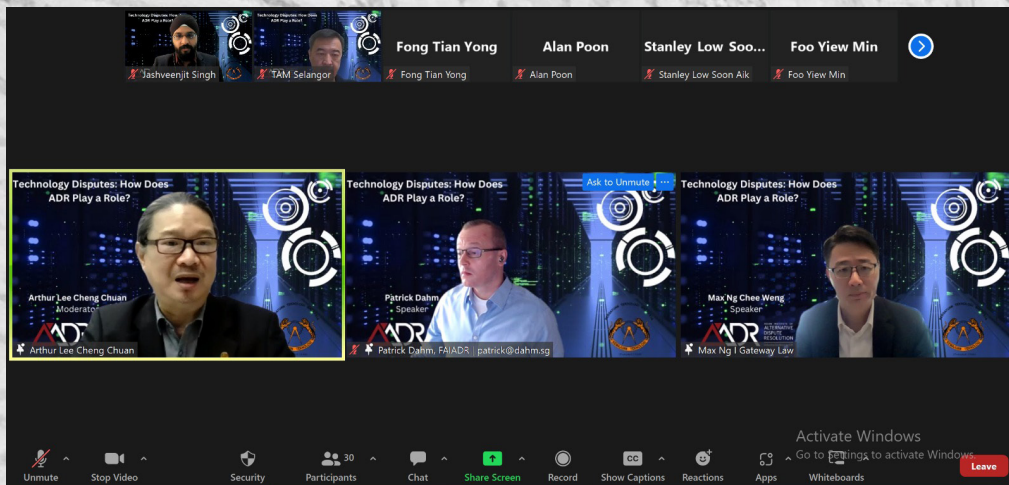 Technology Disputes: How Does
ADR Play a Role?
Technology Disputes: How Does
ADR Play a Role?
Fong Tian Yong
Alan Poon
Stanley Low Soo...
Foo Yiew Min
Jashveenjit Singh
TAM Selangor
Fong Tian Yong
Alan Poon
Stanley Low Soon Aik
Foo Yiew Min
Technology Disputes: How Does
ADR Play a Role?
Arthur Lee Cheng Chuan
Moderator
ADR
Arthur Lee Cheng Chuan
Technology Disputes: How Does
ADR Play a Role?
Ask to Unmute
...
Patrick Dahm
Speaker
ADR
Patrick Dahm, FAIADR | patrick@dahm.sg
Technology Disputes: How Does
ADR Play a Role?
Max Ng Chee Weng
Speaker
ADR
ALTERNATIVE
DISPUTE
RESOLUTION
Max Ng I Gateway Law
Activate Windows
Go to Settings to activate Windows.
Unmute
Stop Video
Security
Participants
30
Chat
Share Screen
Record
CC
Show Captions
Reactions
Apps
Whiteboards
Leave